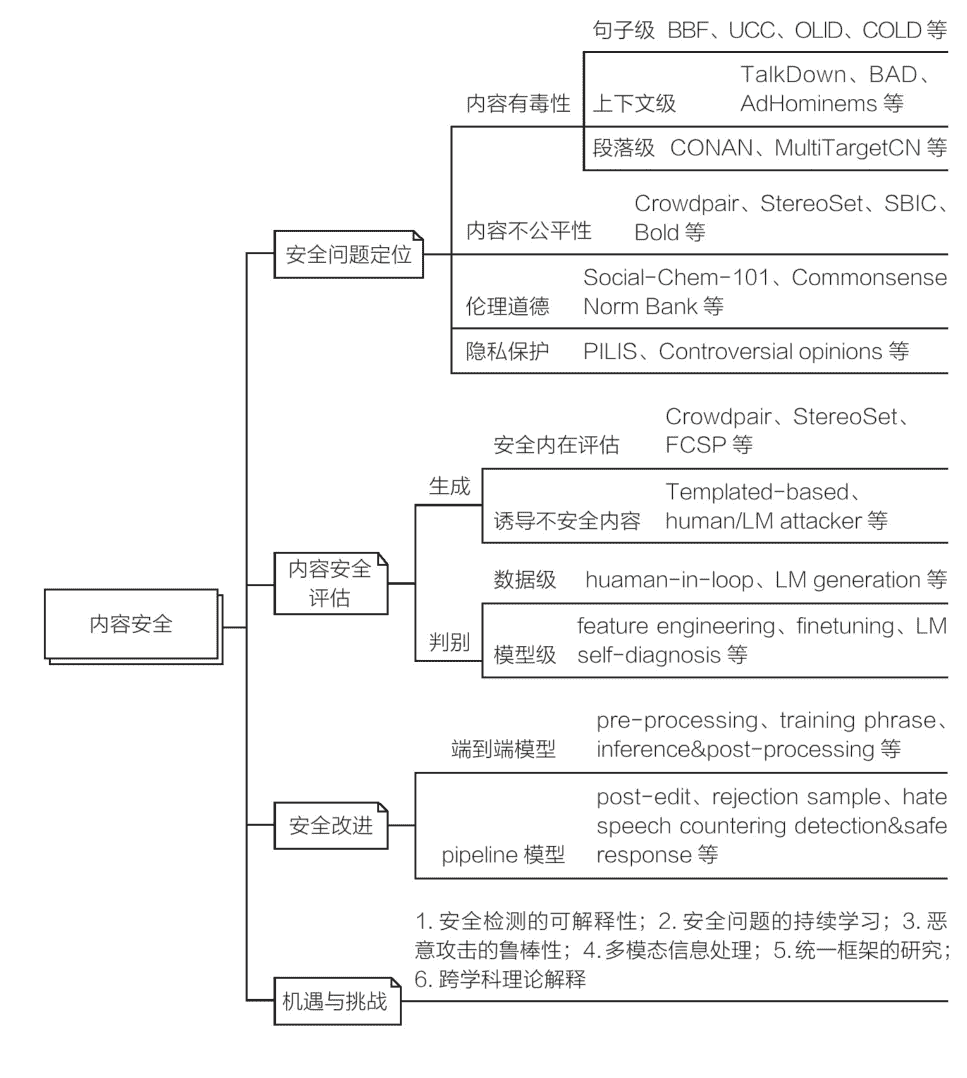 句子级 BBF、UCC、OLID、COLD 等
内容有毒性
上下文级
TalkDown、BAD、
AdHominems 等
段落级 CONAN、MultiTargetCN 等
安全问题定位
内容不公平性
Crowdpair、StereoSet、SBIC、
Bold 等
伦理道德
Social-Chem-101、Commonsense
Norm Bank 等
隐私保护 PILIS、Controversial opinions 等
内容安全
内容安全
评估
生成
安全内在评估
Crowdpair、StereoSet、
FCSP 等
诱导不安全内容
Templated-based、
human/LM attacker 等
判别
数据级 huaman-in-loop、LM generation 等
模型级
feature engineering、finetuning、LM
self-diagnosis 等
安全改进
端到端模型
pre-processing、training phrase、
inference&post-processing 等
pipeline 模型
post-edit、rejection sample、hate
speech countering detection&safe
response 等
机遇与挑战
1. 安全检测的可解释性；2. 安全问题的持续学习；3. 恶
意攻击的鲁棒性；4. 多模态信息处理；5. 统一框架的研究；
6. 跨学科理论解释